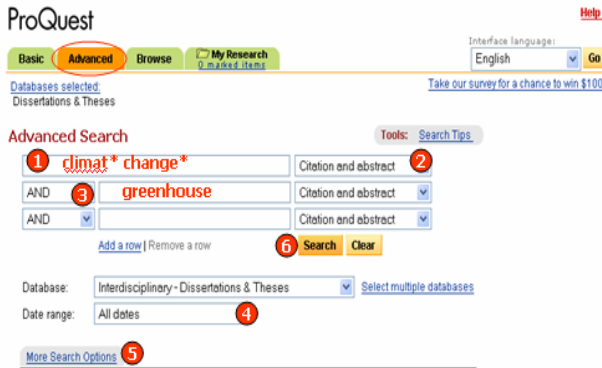 ProQuest
Help
Interface language:
Basic Advanced Browse My Research
0 marked items
English Go
Databases selected:
Take our survey for a chance to win $100
Dissertations & Theses
Advanced Search
Tools: Search Tips
1 climat* change* Citation and abstract 2
AND 3 greenhouse Citation and abstract
AND Citation and abstract
Add a row | Remove a row 6 Search Clear
Database: Interdisciplinary - Dissertations & Theses Select multiple databases
Date range: All dates 4
More Search Options 5